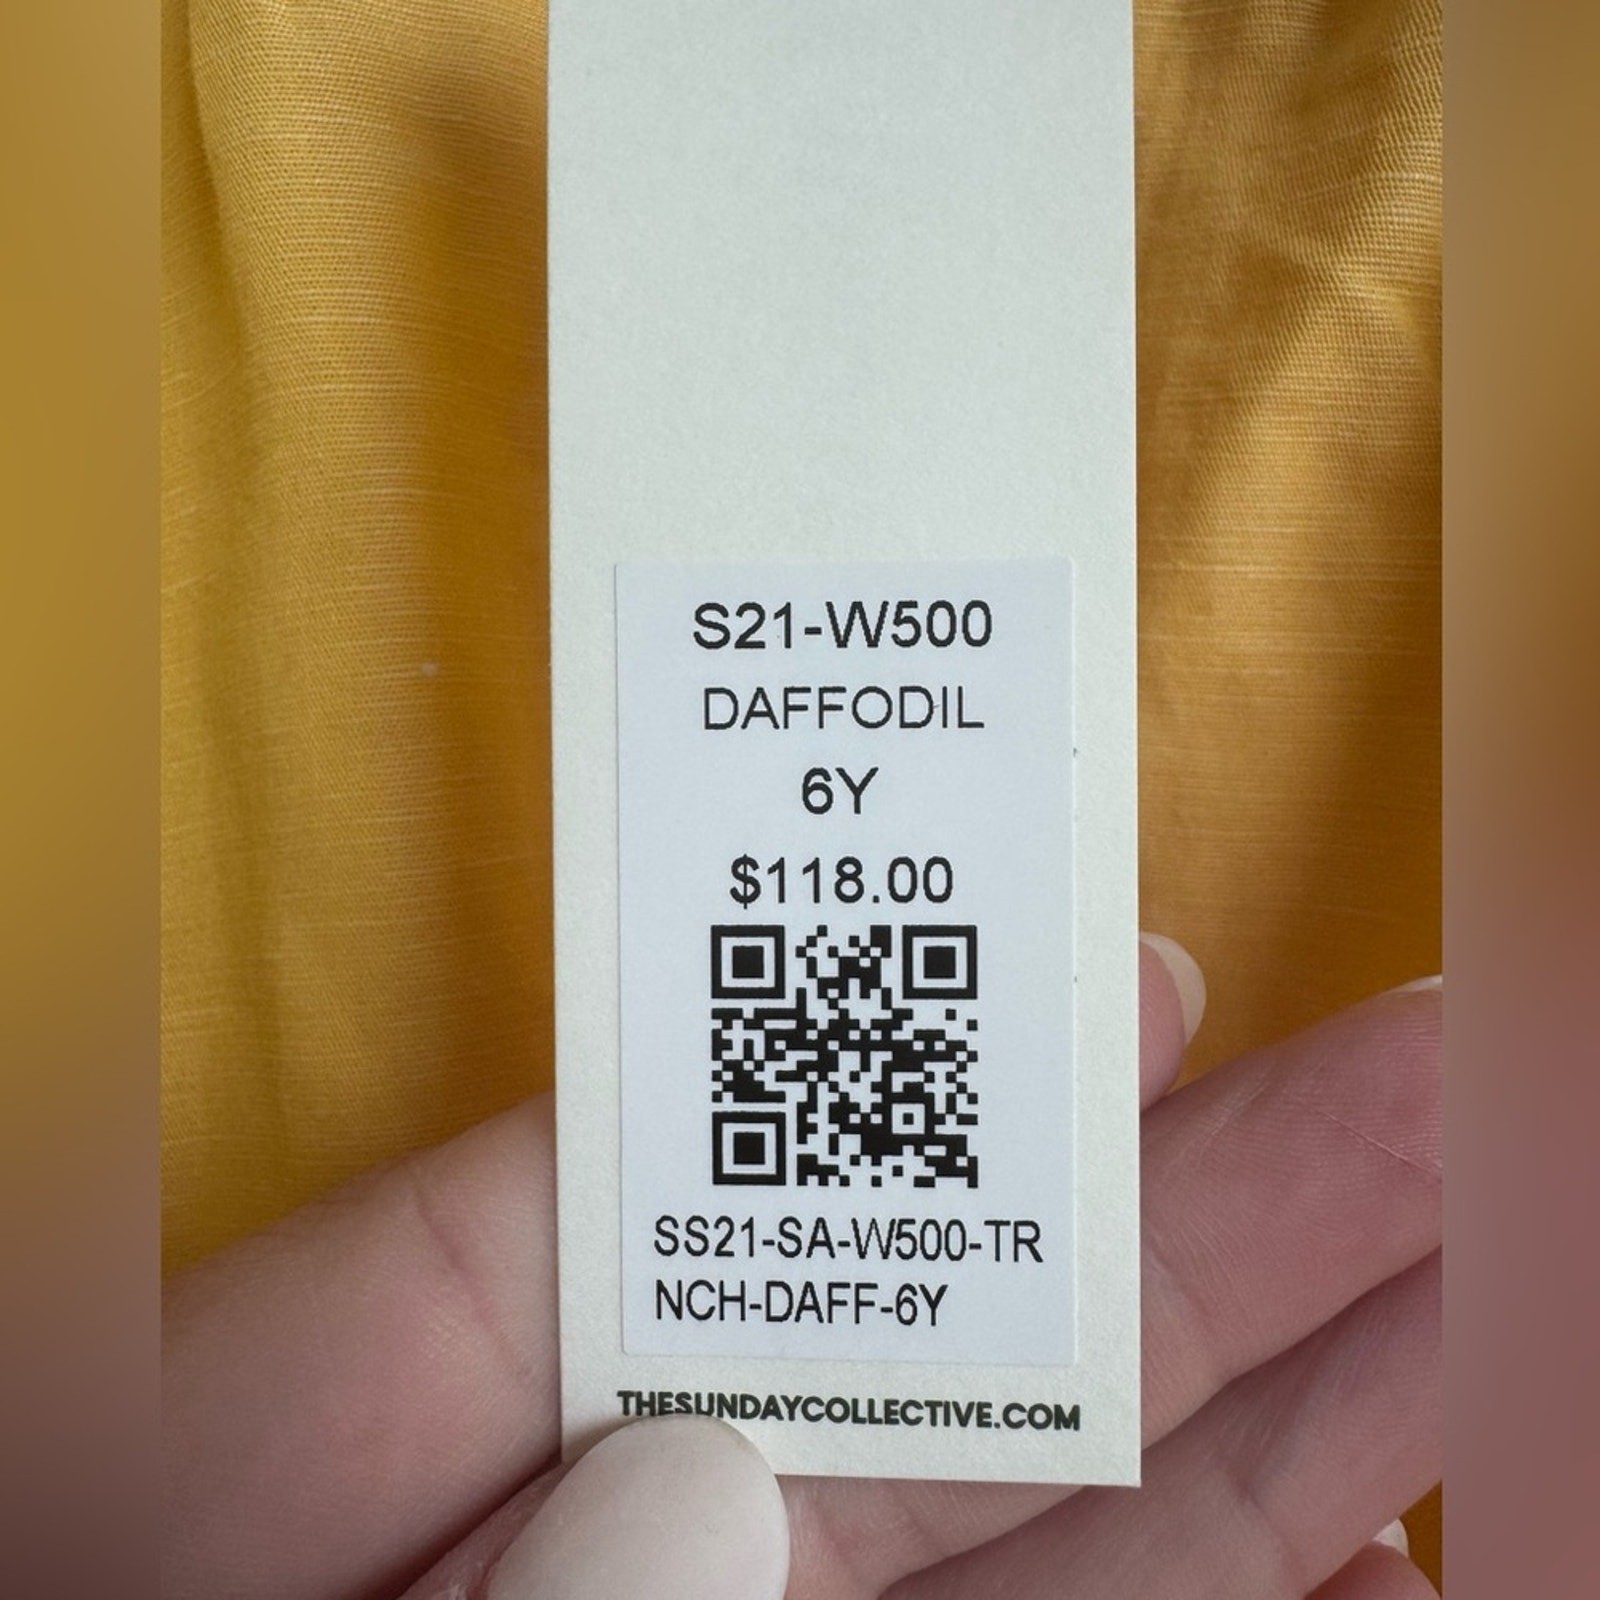 S21-W500
DAFFODIL
6Y
$118.00
SS21-SA-W500-TR
NCH-DAFF-6Y
THESUNDAYCOLLECTIVE.COM